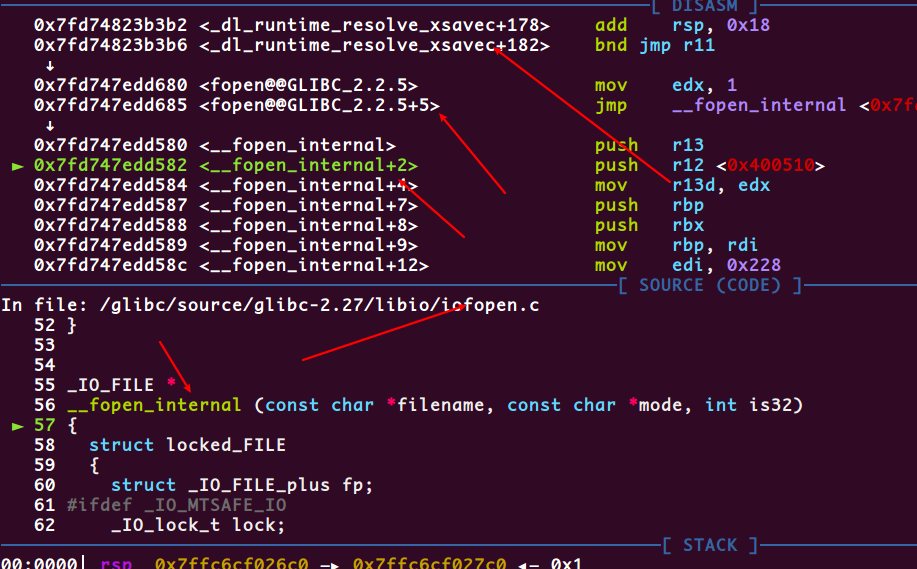 [ DISASM ]
0x7fd74823b3b2 <_dl_runtime_resolve_xsavec+178> add rsp, 0x18
0x7fd74823b3b6 <_dl_runtime_resolve_xsavec+182> bnd jmp r11
↓
0x7fd747edd680 <fopen@@GLIBC_2.2.5> mov edx, 1
0x7fd747edd685 <fopen@@GLIBC_2.2.5+5> jmp __fopen_internal <
↓
0x7fd747edd580 <__fopen_internal> push r13
► 0x7fd747edd582 <__fopen_internal+2> push r12 <0x400510>
0x7fd747edd584 <__fopen_internal+4> mov r13d, edx
0x7fd747edd587 <__fopen_internal+7> push rbp
0x7fd747edd588 <__fopen_internal+8> push rbx
0x7fd747edd589 <__fopen_internal+9> mov rbp, rdi
0x7fd747edd58c <__fopen_internal+12> mov edi, 0x228
[ SOURCE (CODE) ]
In file: /glibc/source/glibc-2.27/libio/iofopen.c
52 }
53
54
55 _IO_FILE *
56 __fopen_internal (const char *filename, const char *mode, int is32)
► 57 {
58 struct locked_FILE
59 {
60 struct _IO_FILE_plus fp;
61 #ifdef _IO_MTSAFE_IO
62 _IO_lock_t lock;
[ STACK ]
00:0000│ rsp 0x7ffc6cf026c0 —► 0x7ffc6cf027c0 ◄— 0x1